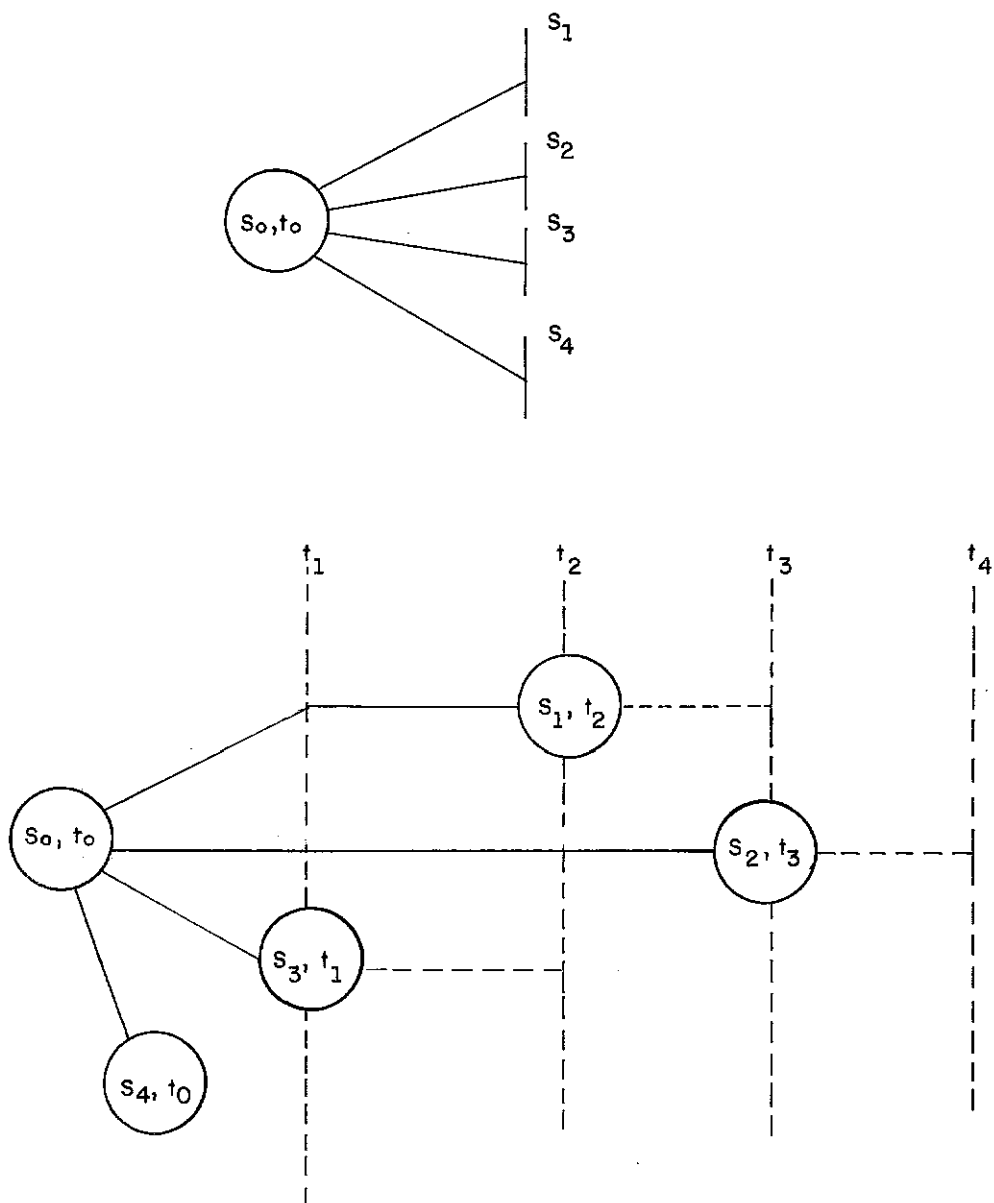 S₁
S₂
S₀, t₀
S₃
S₄
t₁ t₂ t₃ t₄
S₁, t₂
S₀, t₀
S₂, t₃
S₃, t₁
S₄, t₀